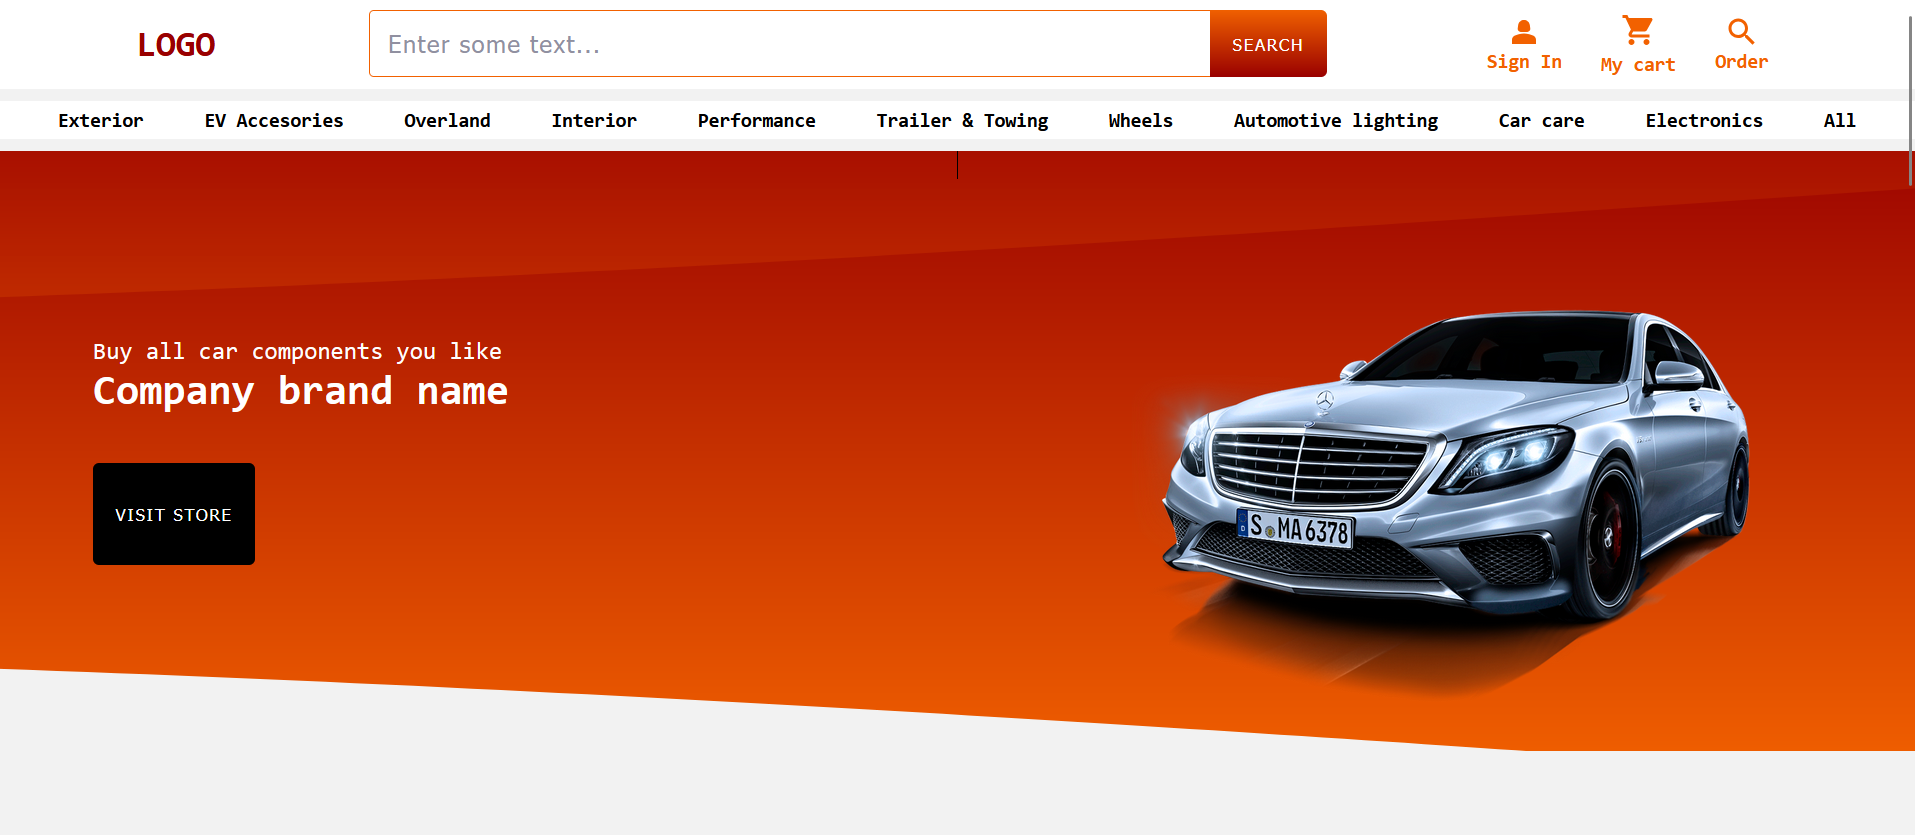 LOGO
Enter some text...
SEARCH
Sign In
My cart
Order
Exterior
EV Accesories
Overland
Interior
Performance
Trailer & Towing
Wheels
Automotive lighting
Car care
Electronics
All
Buy all car components you like
Company brand name
VISIT STORE
S MA 6378